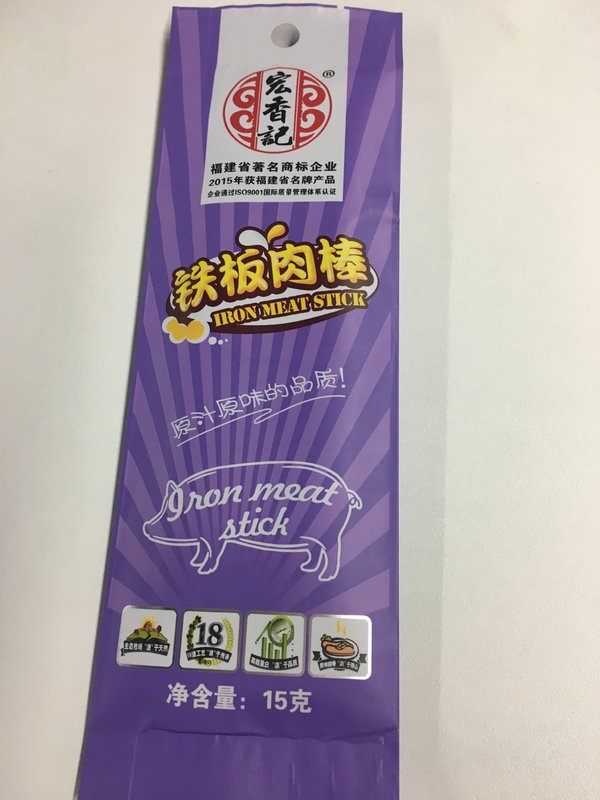 宏香記
®
福建省著名商标企业
2015年获福建省名牌产品
企业通过ISO9001国际质量管理体系认证
铁板肉棒
IRON MEAT STICK
原汁原味的品质!
Iron meat
stick
18
净含量: 15克